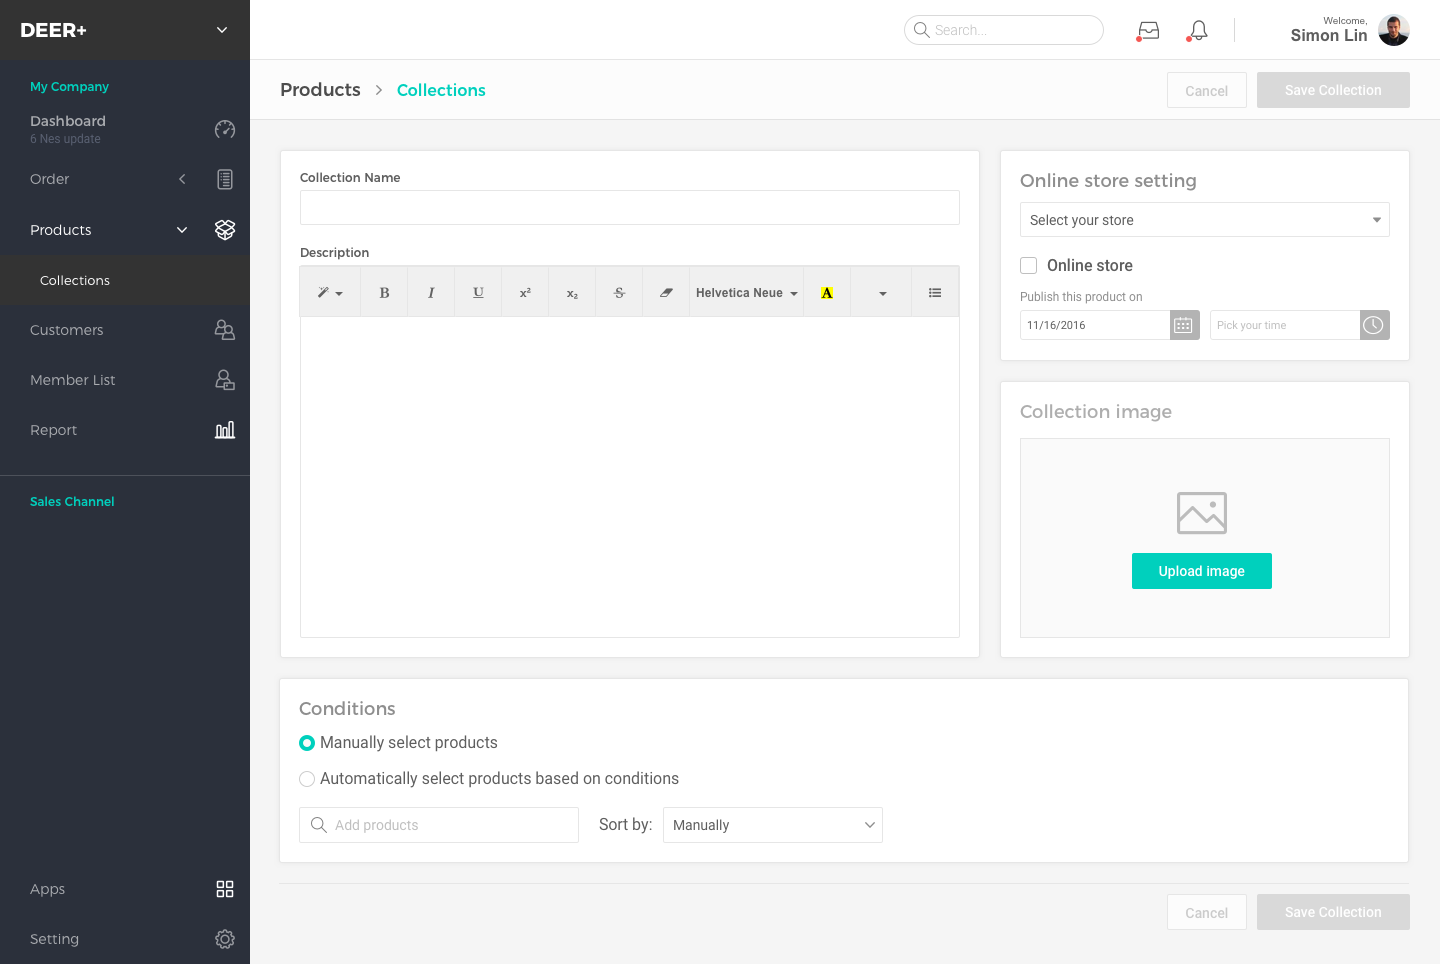 DEER+
Search...
Welcome,
Simon Lin
My Company
Dashboard
6 Nes update
Order
Products
Collections
Customers
Member List
Report
Sales Channel
Apps
Setting
Products > Collections
Cancel
Save Collection
Collection Name
Description
B I U x² x₂ S Helvetica Neue A
Online store setting
Select your store
Online store
Publish this product on
11/16/2016
Pick your time
Collection image
Upload image
Conditions
Manually select products
Automatically select products based on conditions
Add products
Sort by:
Manually
Cancel
Save Collection